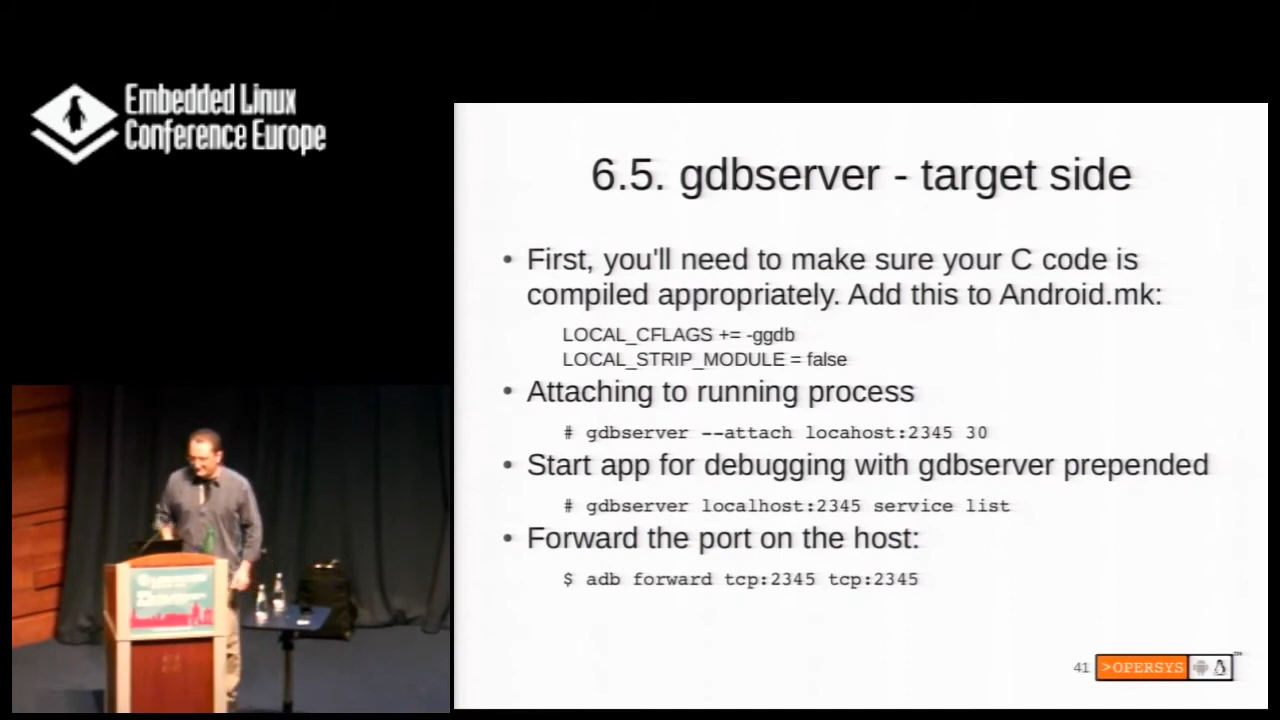 Embedded Linux
Conference Europe
6.5. gdbserver - target side
• First, you'll need to make sure your C code is
compiled appropriately. Add this to Android.mk:
LOCAL_CFLAGS += -ggdb
LOCAL_STRIP_MODULE = false
• Attaching to running process
# gdbserver --attach locahost:2345 30
• Start app for debugging with gdbserver prepended
# gdbserver localhost:2345 service list
• Forward the port on the host:
$ adb forward tcp:2345 tcp:2345
41
>OPERSYS
TM